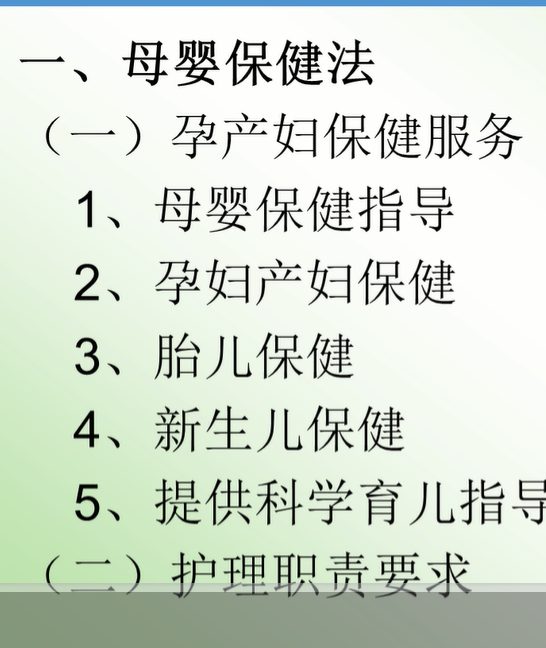 一、母婴保健法
（一）孕产妇保健服务
1、母婴保健指导
2、孕妇产妇保健
3、胎儿保健
4、新生儿保健
5、提供科学育儿指导
（二）护理职责要求